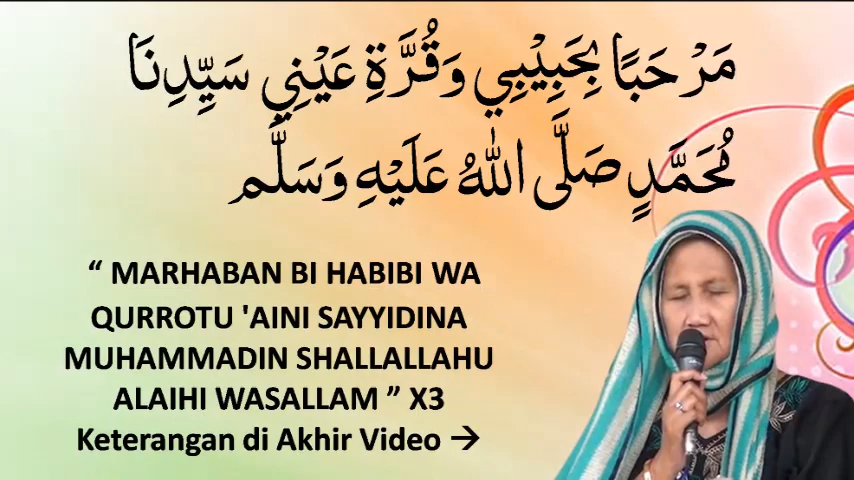 مَرْحَبًا بِحَبِيْبِي وَقُرَّةِ عَيْنِي سَيِّدِنَا
مُحَمَّدٍ صَلَّى اللهُ عَلَيْهِ وَسَلَّم
“ MARHABAN BI HABIBI WA
QURROTU 'AINI SAYYIDINA
MUHAMMADIN SHALLALLAHU
ALAIHI WASALLAM ” X3
Keterangan di Akhir Video →